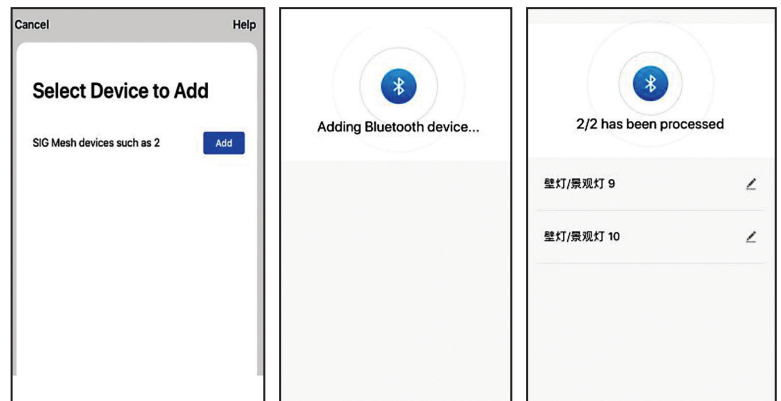 Cancel
Help
Select Device to Add
SIG Mesh devices such as 2
Add
Adding Bluetooth device...
2/2 has been processed
壁灯/景观灯 9
壁灯/景观灯 10